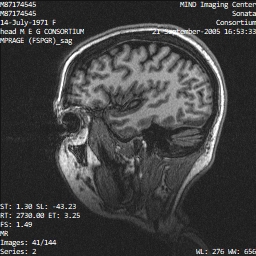 M87174545
M87174545
14-July-1971 F
head M E G CONSORTIUM
MPRAGE (FSPGR)_sag
MIND Imaging Center
Sonata
Consortium
21-September-2005 16:53:33
ST: 1.30 SL: -43.23
RT: 2730.00 ET: 3.25
FS: 1.49
MR
Images: 41/144
Series: 2
WL: 276 WW: 656